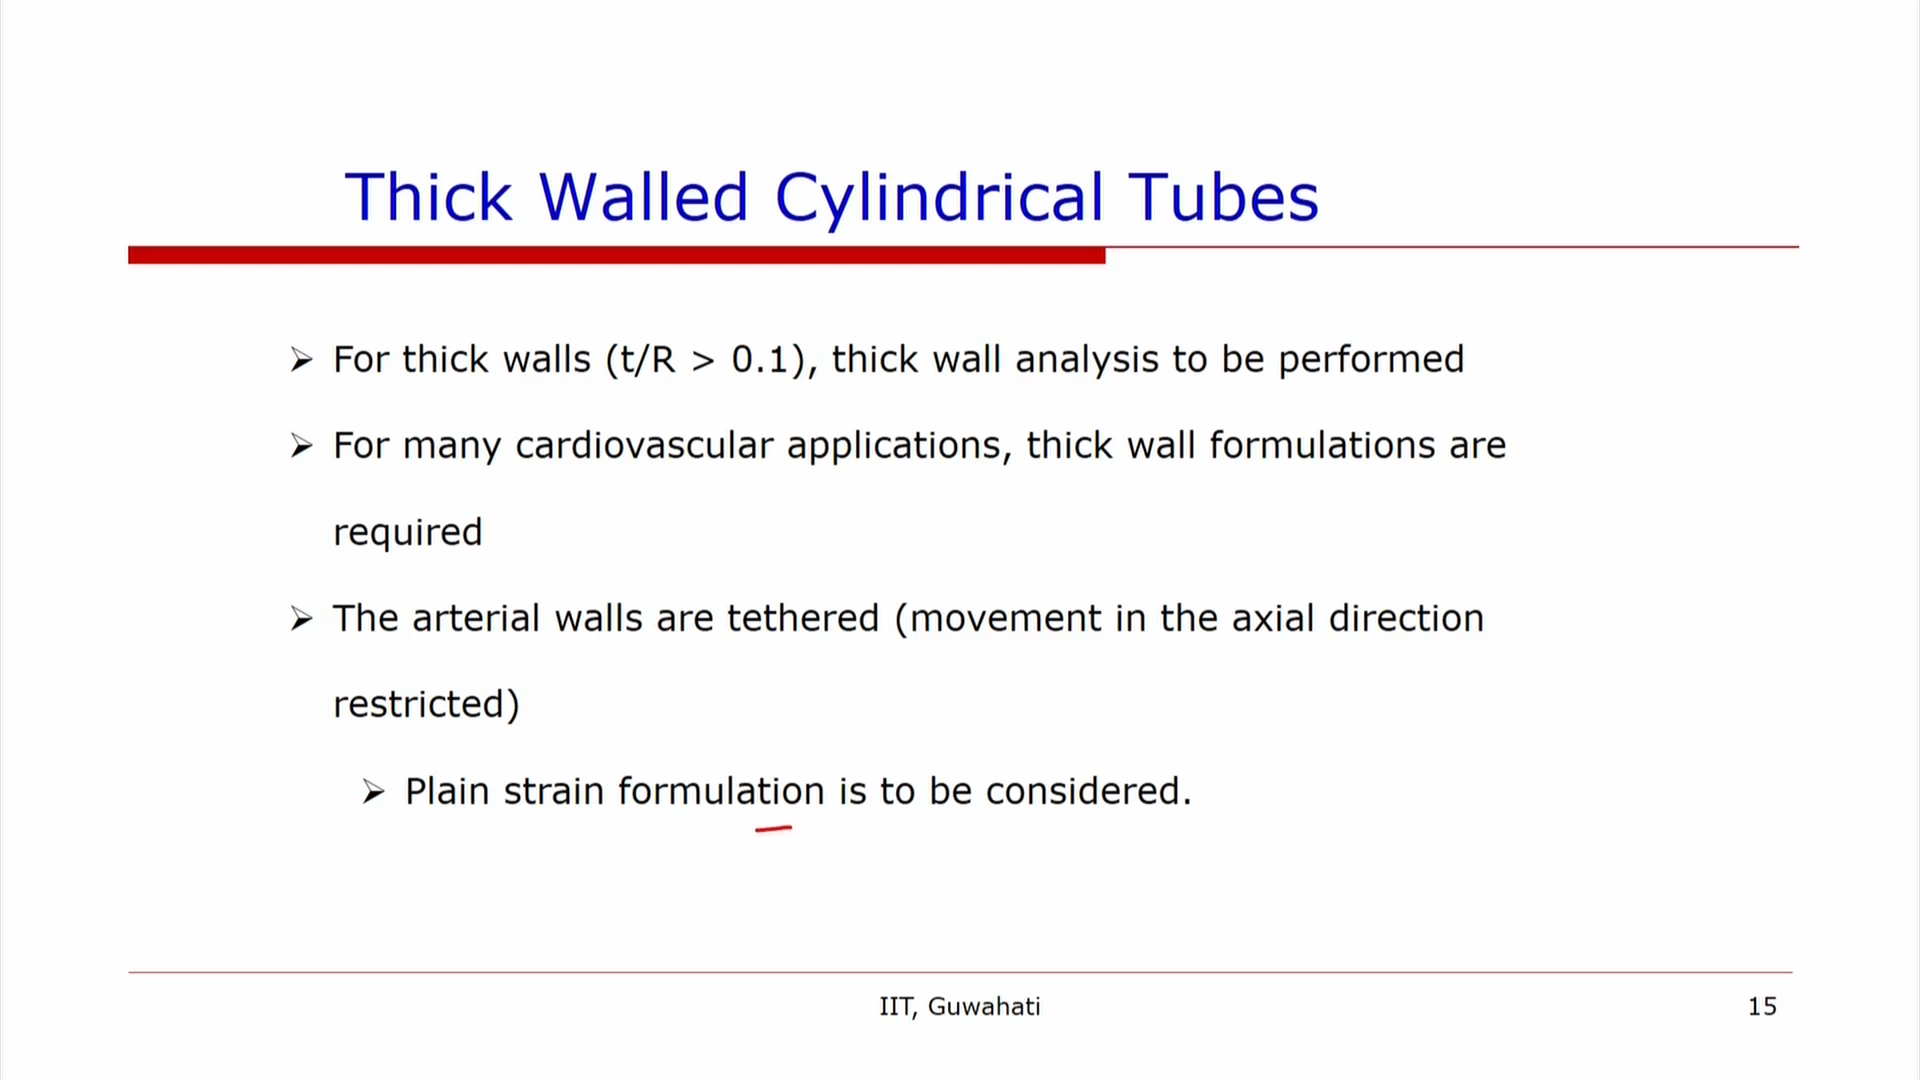 Thick Walled Cylindrical Tubes
For thick walls (t/R > 0.1), thick wall analysis to be performed
For many cardiovascular applications, thick wall formulations are
required
The arterial walls are tethered (movement in the axial direction
restricted)
Plain strain formulation is to be considered.
IIT, Guwahati
15